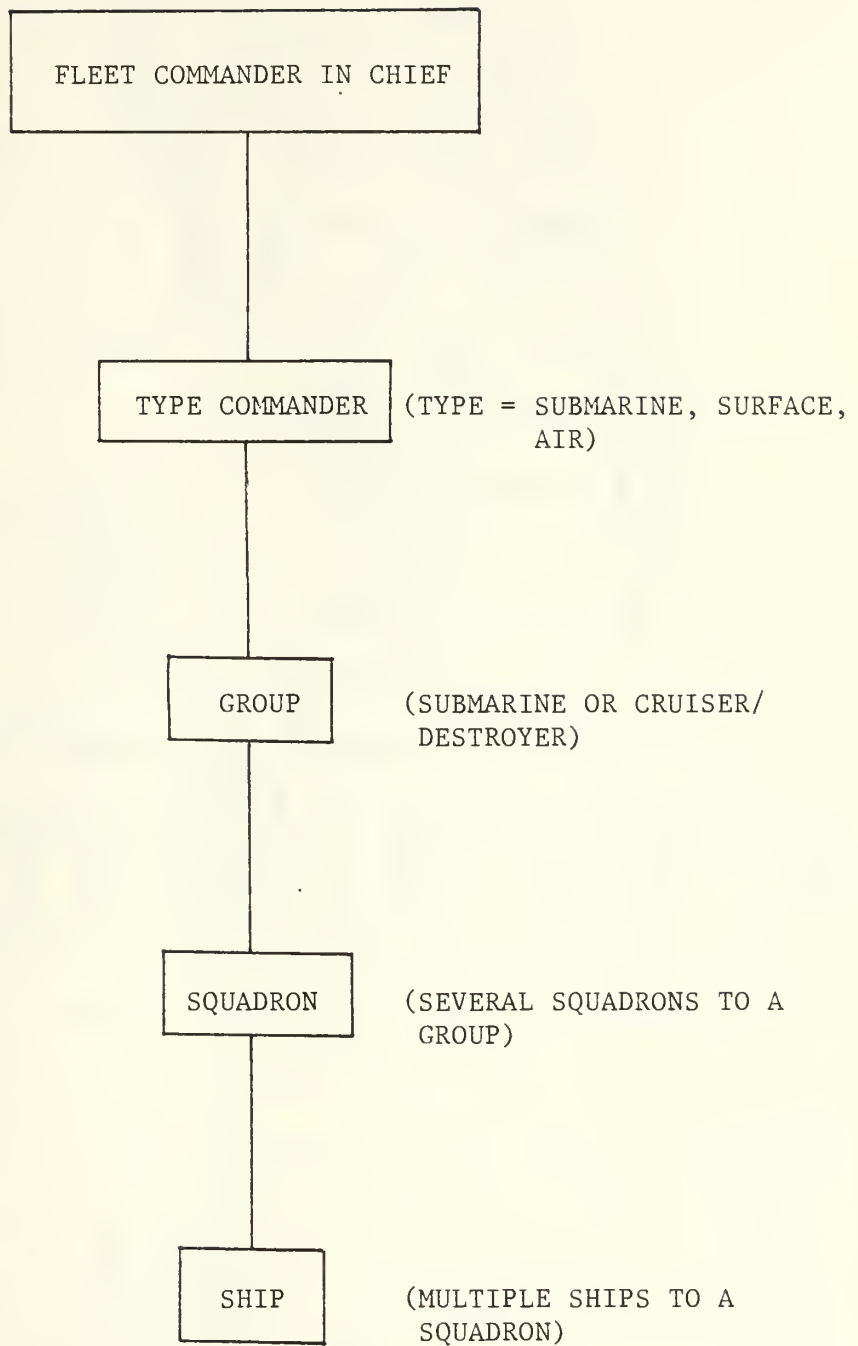 FLEET COMMANDER IN CHIEF
TYPE COMMANDER
(TYPE = SUBMARINE, SURFACE,
AIR)
GROUP
(SUBMARINE OR CRUISER/
DESTROYER)
SQUADRON
(SEVERAL SQUADRONS TO A
GROUP)
SHIP
(MULTIPLE SHIPS TO A
SQUADRON)